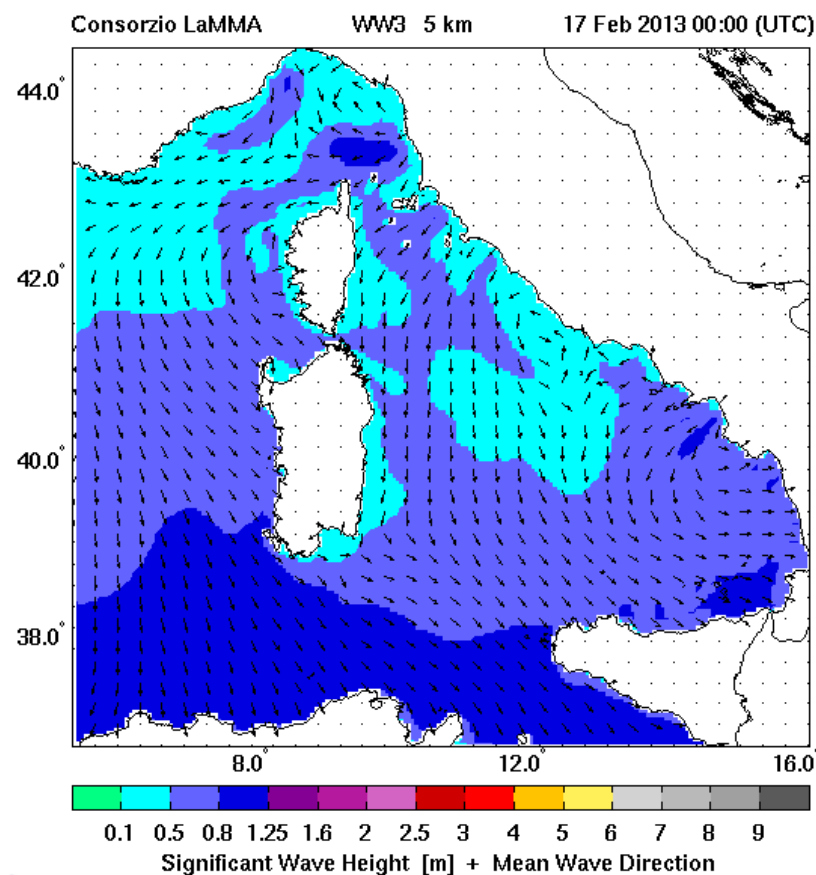 Consorzio LaMMA WW3 5 km 17 Feb 2013 00:00 (UTC)
44.0°
42.0°
40.0°
38.0°
8.0° 12.0° 16.0°
0.1 0.5 0.8 1.25 1.6 2 2.5 3 4 5 6 7 8 9
Significant Wave Height [m] + Mean Wave Direction